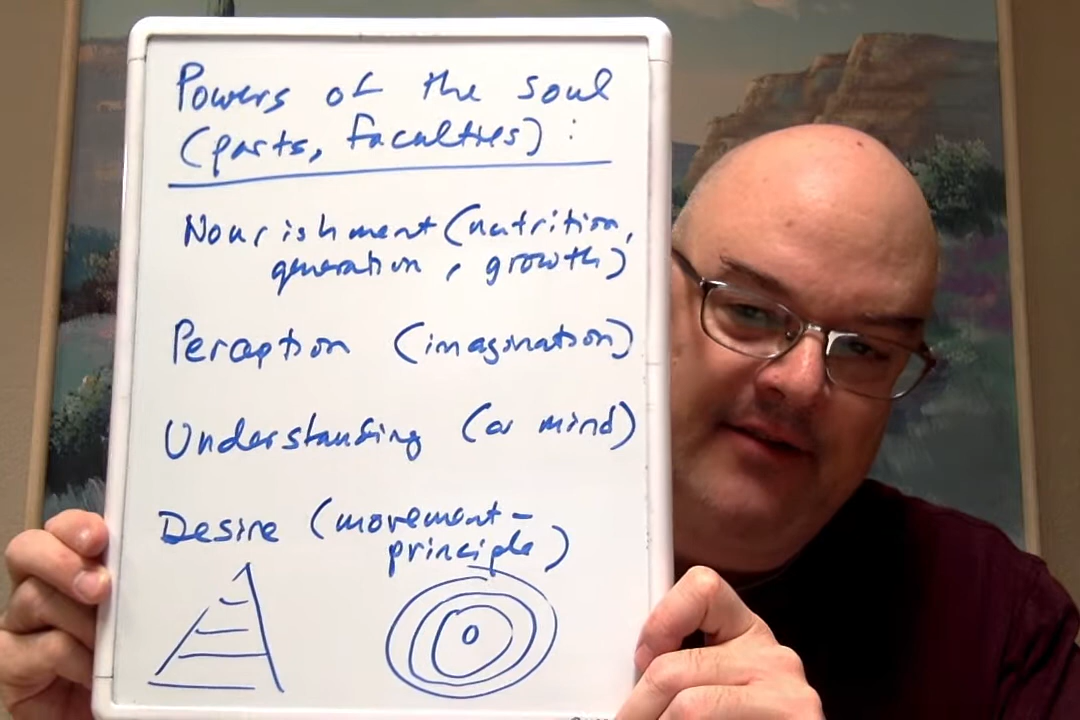 Powers of the soul
(parts, faculties):
Nourishment (nutrition,
generation, growth)
Perception (imagination)
Understanding (or mind)
Desire (movement-
principle)